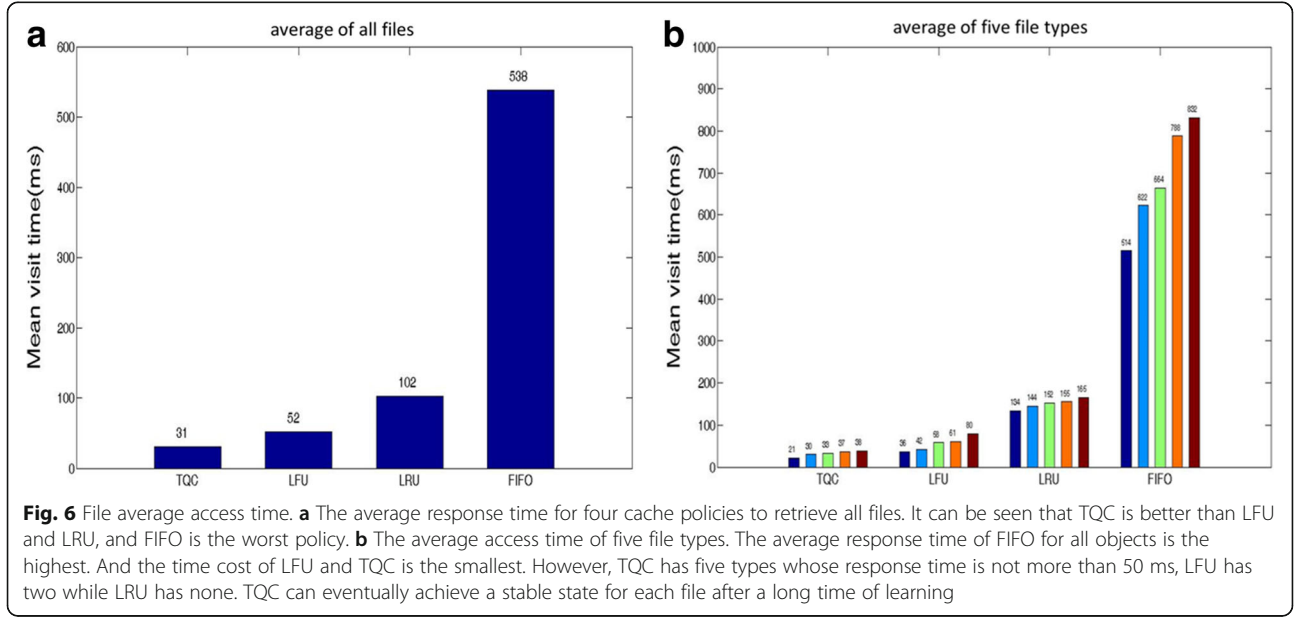 a
average of all files
600
500
400
300
200
100
0
Mean visit time(ms)
31
52
102
538
TQC
LFU
LRU
FIFO
b
average of five file types
1000
900
800
700
600
500
400
300
200
100
0
Mean visit time(ms)
21
30
33
37
38
36
42
58
61
80
134
144
152
155
165
514
622
664
788
832
TQC
LFU
LRU
FIFO
Fig. 6 File average access time. a The average response time for four cache policies to retrieve all files. It can be seen that TQC is better than LFU
and LRU, and FIFO is the worst policy. b The average access time of five file types. The average response time of FIFO for all objects is the
highest. And the time cost of LFU and TQC is the smallest. However, TQC has five types whose response time is not more than 50 ms, LFU has
two while LRU has none. TQC can eventually achieve a stable state for each file after a long time of learning